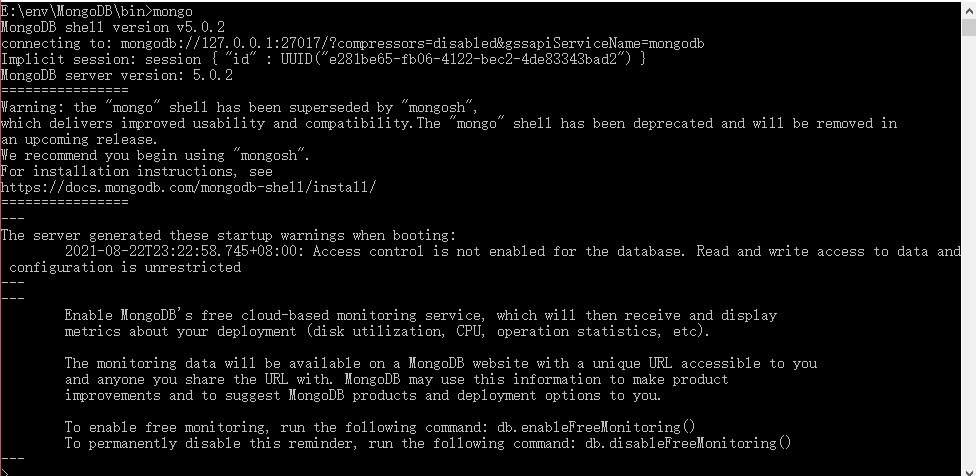 E:\env\MongoDB\bin>mongo
MongoDB shell version v5.0.2
connecting to: mongodb://127.0.0.1:27017/?compressors=disabled&gssapiServiceName=mongodb
Implicit session: session { "id" : UUID("e281be65-fb06-4122-bec2-4de83343bad2") }
MongoDB server version: 5.0.2
================
Warning: the "mongo" shell has been superseded by "mongosh",
which delivers improved usability and compatibility.The "mongo" shell has been deprecated and will be removed in
an upcoming release.
We recommend you begin using "mongosh".
For installation instructions, see
https://docs.mongodb.com/mongodb-shell/install/
================
---
The server generated these startup warnings when booting:
        2021-08-22T23:22:58.745+08:00: Access control is not enabled for the database. Read and write access to data and
 configuration is unrestricted
---
---
        Enable MongoDB's free cloud-based monitoring service, which will then receive and display
        metrics about your deployment (disk utilization, CPU, operation statistics, etc).

        The monitoring data will be available on a MongoDB website with a unique URL accessible to you
        and anyone you share the URL with. MongoDB may use this information to make product
        improvements and to suggest MongoDB products and deployment options to you.

        To enable free monitoring, run the following command: db.enableFreeMonitoring()
        To permanently disable this reminder, run the following command: db.disableFreeMonitoring()
---
>